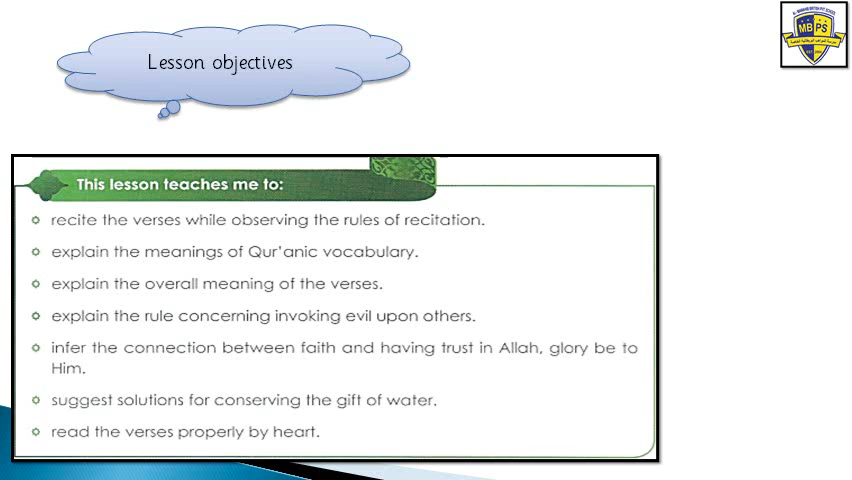 Lesson objectives
MB PS
This lesson teaches me to:
recite the verses while observing the rules of recitation.
explain the meanings of Qur'anic vocabulary.
explain the overall meaning of the verses.
explain the rule concerning invoking evil upon others.
infer the connection between faith and having trust in Allah, glory be to
Him.
suggest solutions for conserving the gift of water.
read the verses properly by heart.